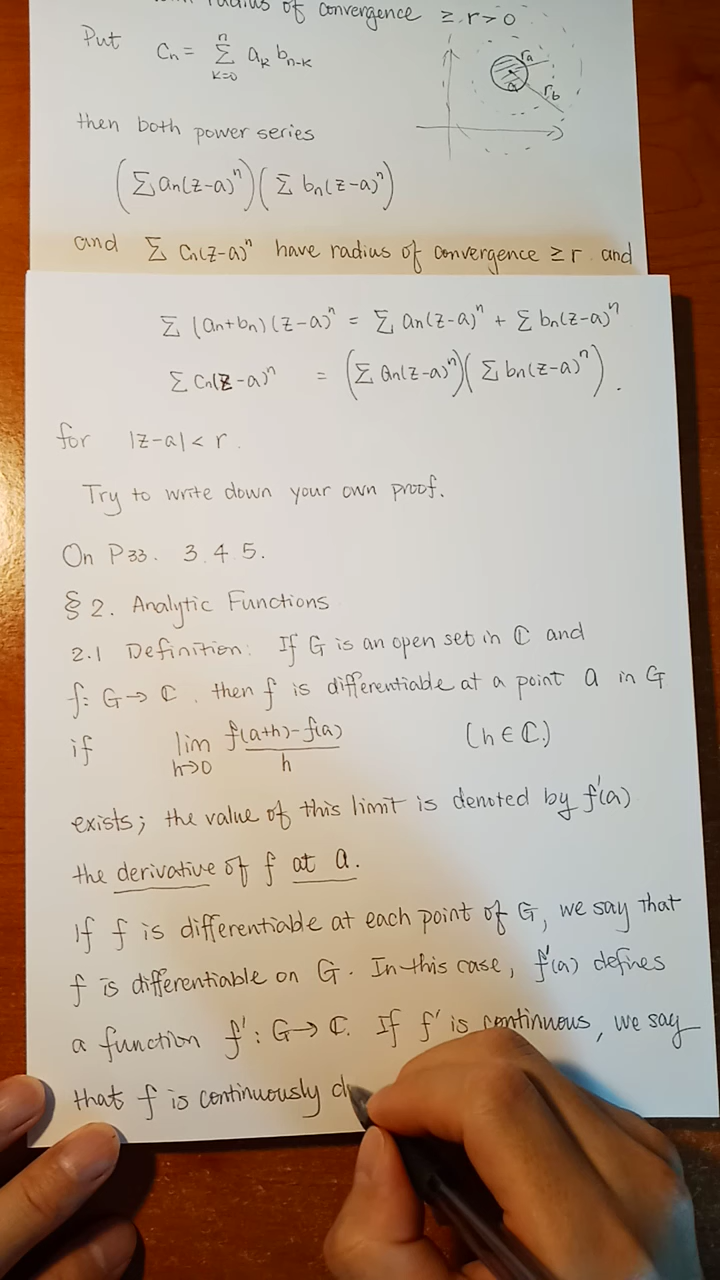 radius of convergence ≥ r > 0
Put Cn = n Σ k=0 ak bn-k
ra
a
rb
then both power series
(Σ an(z-a)^n)(Σ bn(z-a)^n)
and Σ cn(z-a)^n have radius of convergence ≥ r. and
Σ (an+bn)(z-a)^n = Σ an(z-a)^n + Σ bn(z-a)^n
Σ cn(z-a)^n = (Σ an(z-a)^n)(Σ bn(z-a)^n).
for |z-a| < r.
Try to write down your own proof.
On P33. 3. 4. 5.
§ 2. Analytic Functions
2.1 Definition: If G is an open set in ℂ and
f: G → ℂ, then f is differentiable at a point a in G
if lim h→0 f(a+h)-f(a) / h (h ∈ ℂ.)
exists; the value of this limit is denoted by f'(a)
the derivative of f at a.
If f is differentiable at each point of G, we say that
f is differentiable on G. In this case, f'(a) defines
a function f': G → ℂ. If f' is continuous, we say
that f is continuously d